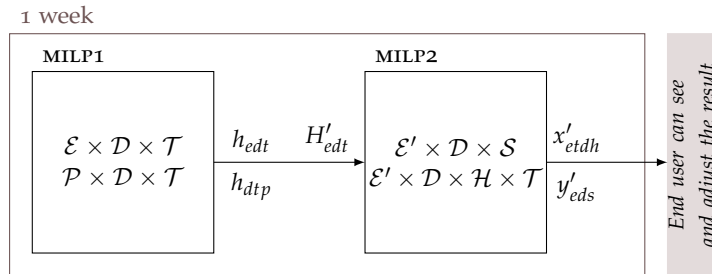 1 week
MILP1
MILP2
ℰ × 𝒟 × 𝒯
𝒫 × 𝒟 × 𝒯
h_edt
h_dtp
H'_edt
ℰ' × 𝒟 × 𝒮
ℰ' × 𝒟 × ℋ × 𝒯
x'_etdh
y'_eds
End user can see
and adjust the result